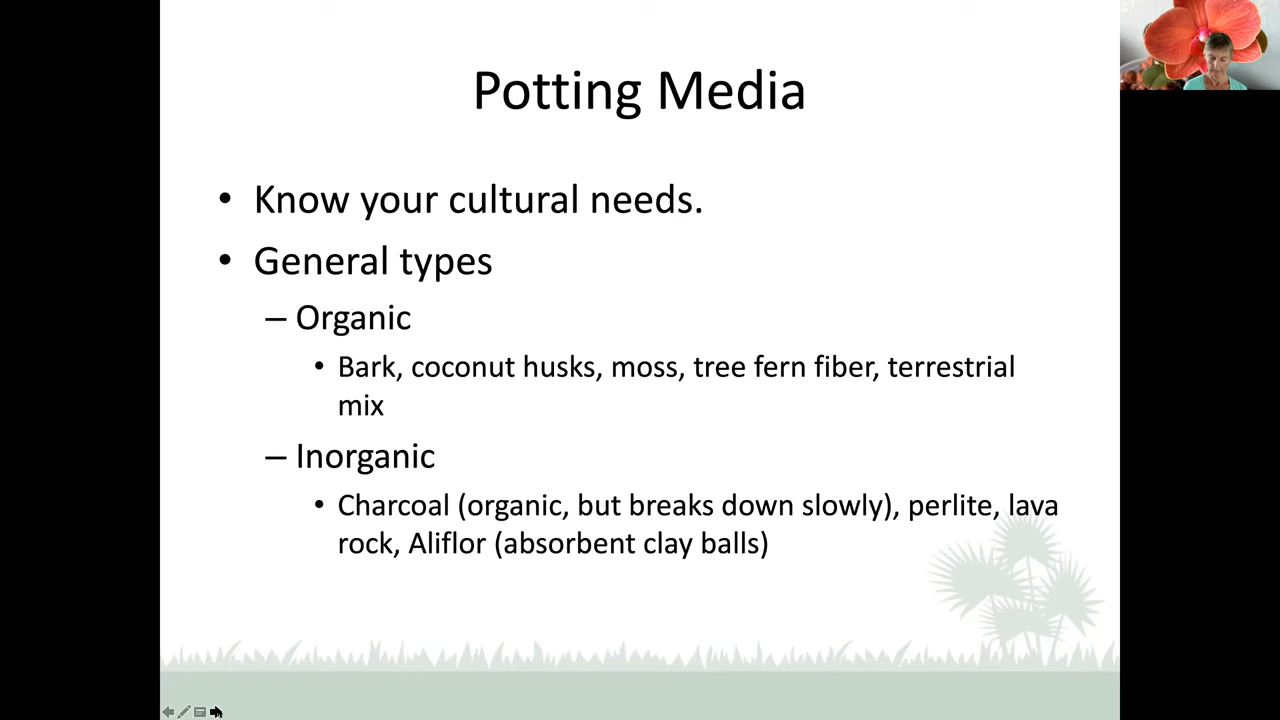 Potting Media
• Know your cultural needs.
• General types
– Organic
• Bark, coconut husks, moss, tree fern fiber, terrestrial
mix
– Inorganic
• Charcoal (organic, but breaks down slowly), perlite, lava
rock, Aliflor (absorbent clay balls)